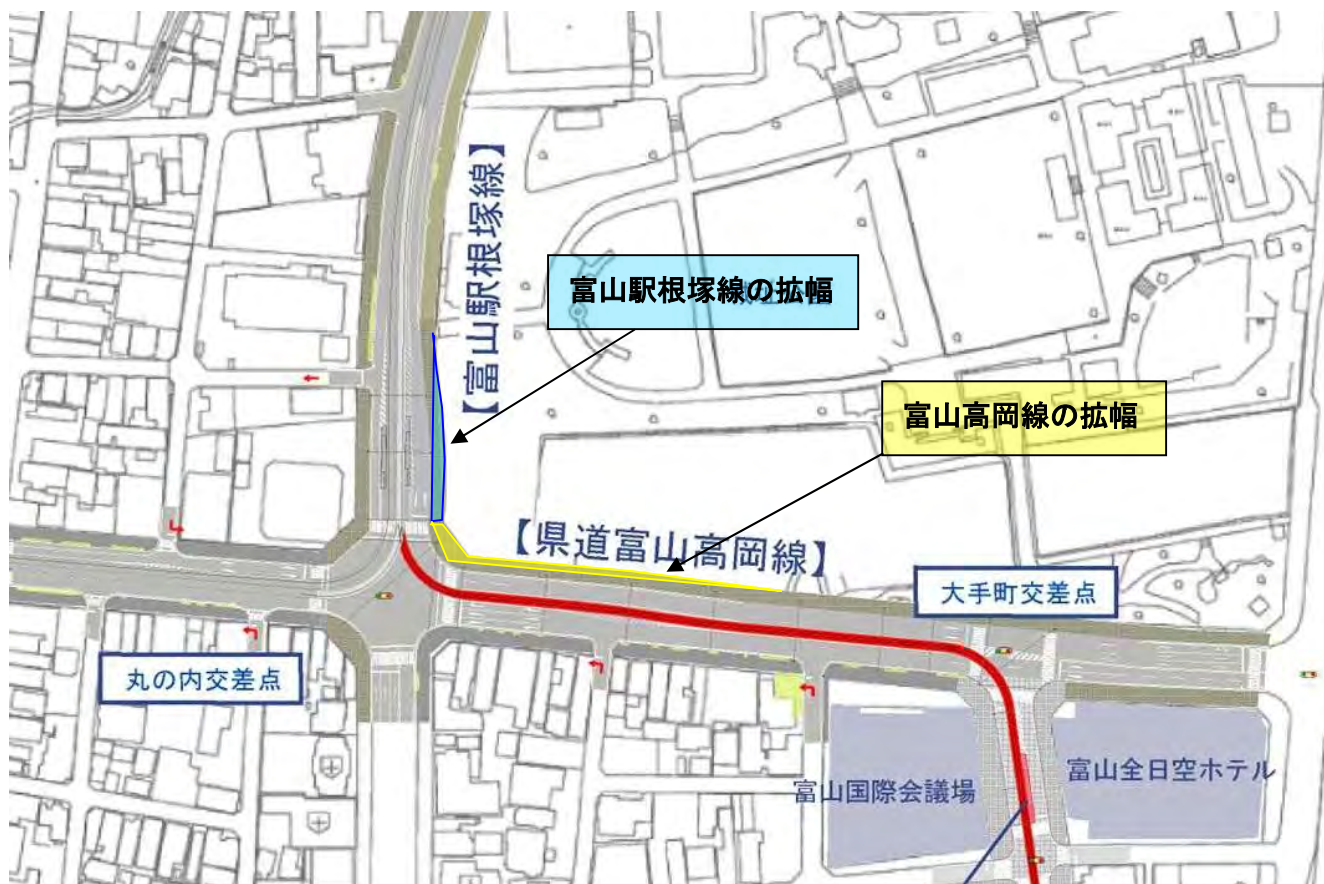 【富山駅根塚線】
富山駅根塚線の拡幅
富山高岡線の拡幅
【県道富山高岡線】
大手町交差点
丸の内交差点
富山国際会議場
富山全日空ホテル